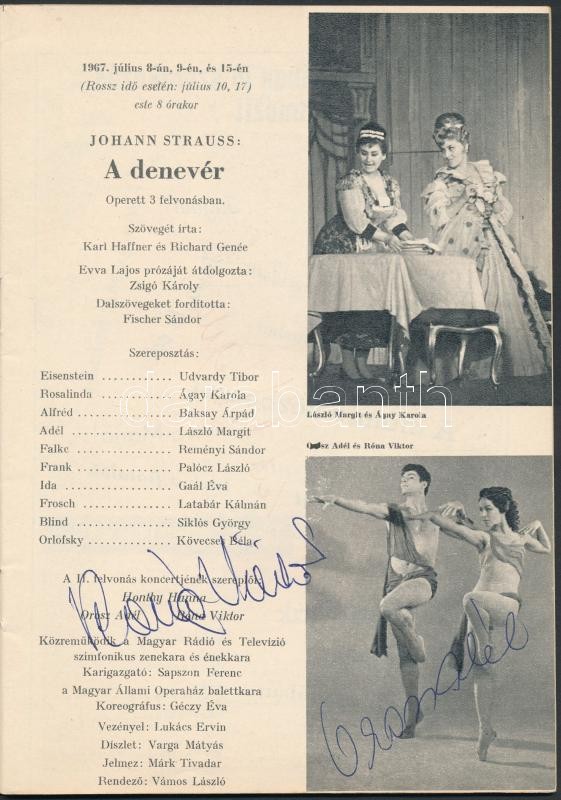 1967. július 8-án, 9-én, és 15-én
(Rossz idő esetén: július 10, 17)
este 8 órakor
JOHANN STRAUSS:
A denevér
Operett 3 felvonásban.
Szövegét írta:
Karl Haffner és Richard Genée
Evva Lajos prózáját átdolgozta:
Zsigó Károly
Dalszövegeket fordította:
Fischer Sándor
Szereposztás:
Eisenstein ............ Udvardy Tibor
Rosalinda ............ Ágay Karola
Alfréd ............ Baksay Árpád
Adél ............ László Margit
Falke ............ Reményi Sándor
Frank ............ Palócz László
Ida ............ Gaál Éva
Frosch ............ Latabár Kálmán
Blind ............ Siklós György
Orlofsky ............ Kövecses Béla
A II. felvonás koncertjének szereplői:
Honthy Hanna
Orosz Adél Róna Viktor
Közreműködik a Magyar Rádió és Televízió
szimfonikus zenekara és énekkara
Karigazgató: Sapszon Ferenc
a Magyar Állami Operaház balettkara
Koreográfus: Géczy Éva
Vezényel: Lukács Ervin
Díszlet: Varga Mátyás
Jelmez: Márk Tivadar
Rendező: Vámos László
László Margit és Ágay Karola
Orosz Adél és Róna Viktor
Róna Viktor
Orosz Adél
darabanth